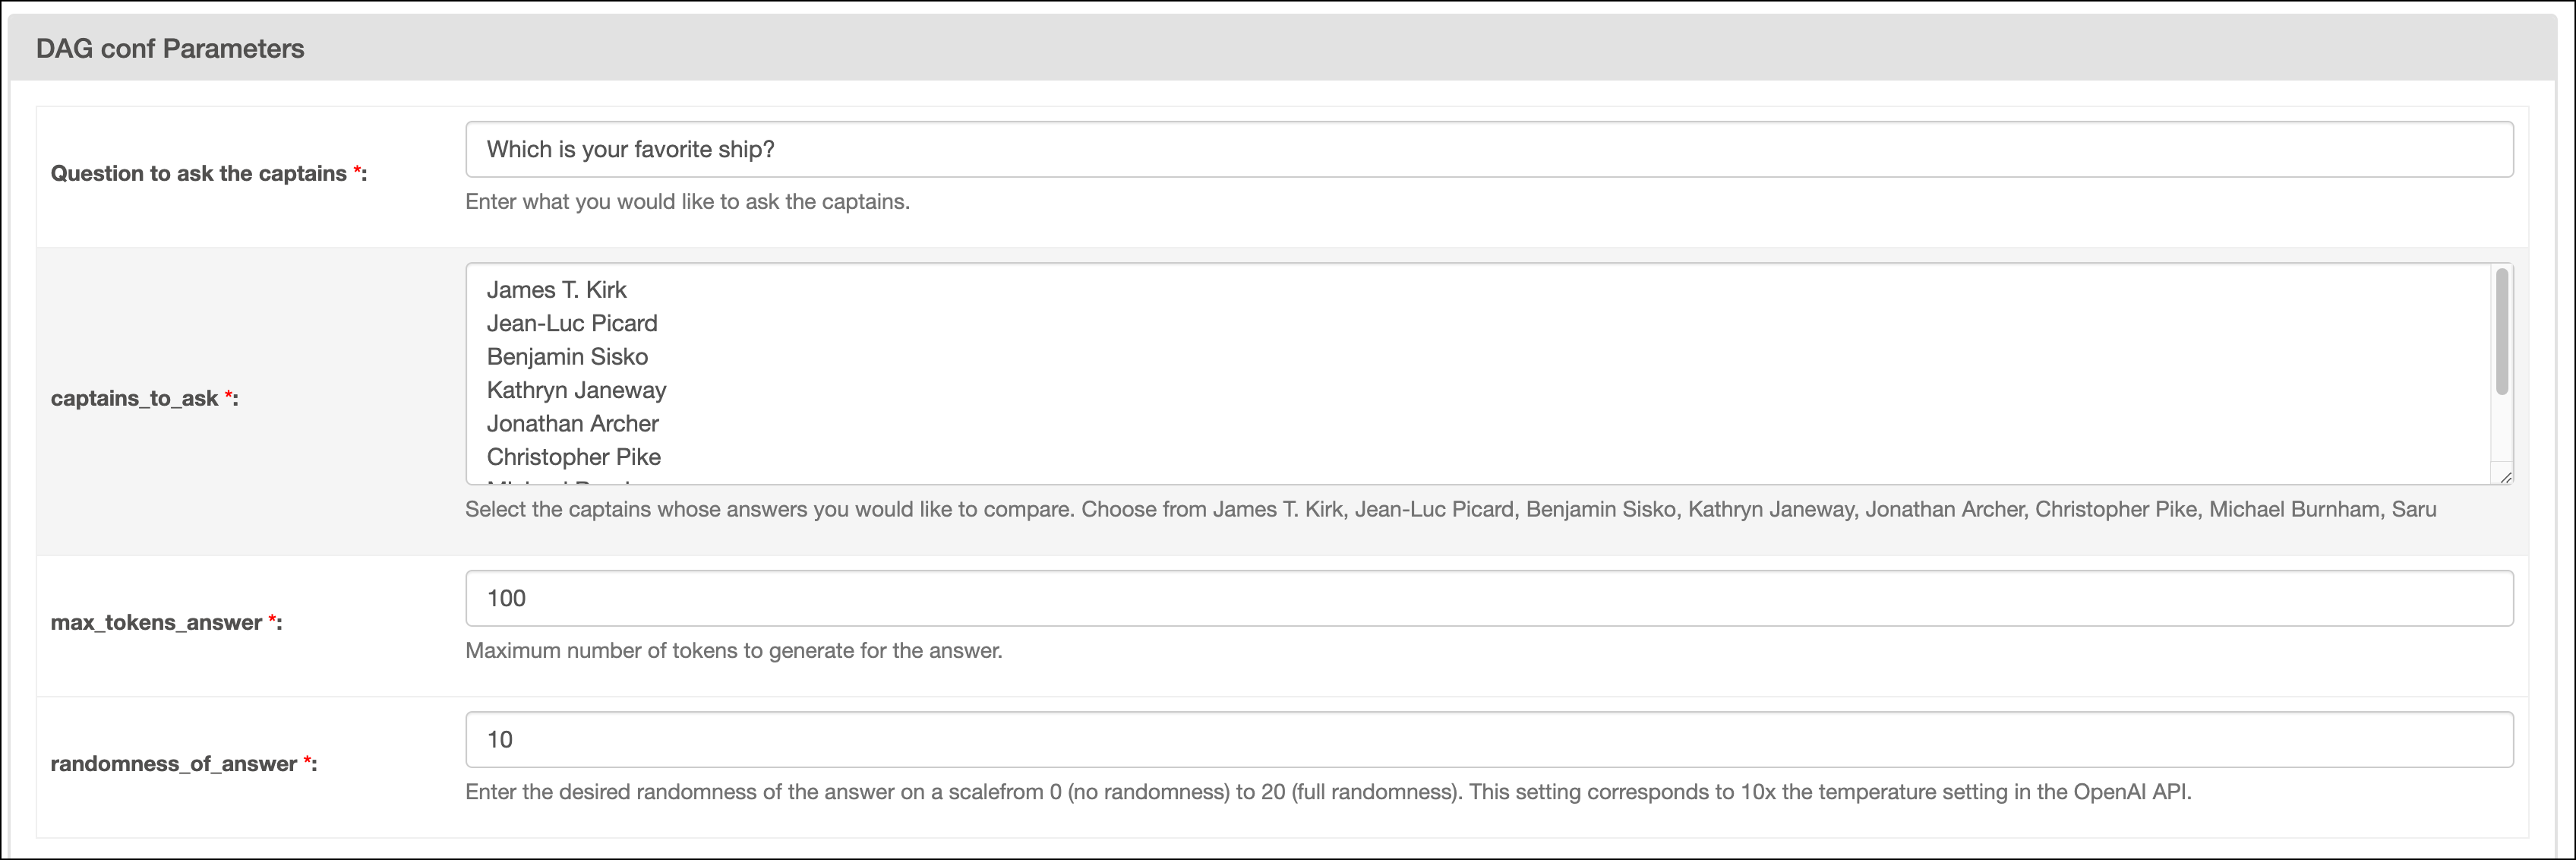 DAG conf Parameters
Question to ask the captains *:
Which is your favorite ship?
Enter what you would like to ask the captains.
captains_to_ask *:
James T. Kirk
Jean-Luc Picard
Benjamin Sisko
Kathryn Janeway
Jonathan Archer
Christopher Pike
Select the captains whose answers you would like to compare. Choose from James T. Kirk, Jean-Luc Picard, Benjamin Sisko, Kathryn Janeway, Jonathan Archer, Christopher Pike, Michael Burnham, Saru
max_tokens_answer *:
100
Maximum number of tokens to generate for the answer.
randomness_of_answer *:
10
Enter the desired randomness of the answer on a scalefrom 0 (no randomness) to 20 (full randomness). This setting corresponds to 10x the temperature setting in the OpenAI API.